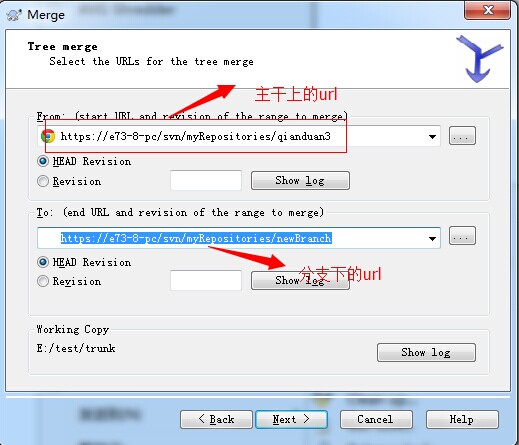 Merge
Tree merge
Select the URLs for the tree merge
主干上的url
From: (start URL and revision of the range to merge)
https://e73-8-pc/svn/myRepositories/qianduan3
...
HEAD Revision
Revision
Show log
To: (end URL and revision of the range to merge)
https://e73-8-pc/svn/myRepositories/newBranch
...
HEAD Revision
分支下的url
Revision
Show log
Working Copy
E:/test/trunk
Show log
< Back
Next >
Cancel
Help